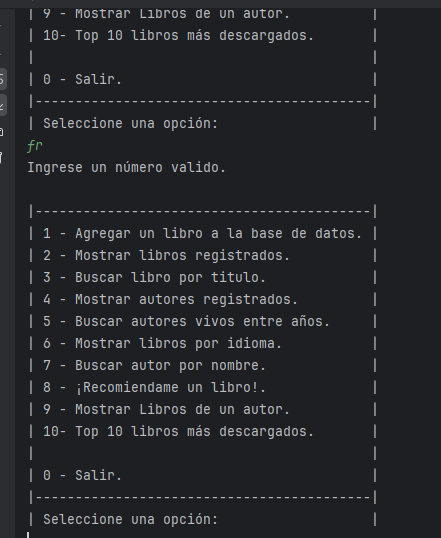 | 9 - Mostrar Libros de un autor.          |
| 10- Top 10 libros más descargados.       |
|                                          |
| 0 - Salir.                               |
|------------------------------------------|
| Seleccione una opción:                   |
fr
Ingrese un número valido.

|------------------------------------------|
| 1 - Agregar un libro a la base de datos. |
| 2 - Mostrar libros registrados.          |
| 3 - Buscar libro por titulo.             |
| 4 - Mostrar autores registrados.         |
| 5 - Buscar autores vivos entre años.     |
| 6 - Mostrar libros por idioma.           |
| 7 - Buscar autor por nombre.             |
| 8 - ¡Recomiendame un libro!.             |
| 9 - Mostrar Libros de un autor.          |
| 10- Top 10 libros más descargados.       |
|                                          |
| 0 - Salir.                               |
|------------------------------------------|
| Seleccione una opción:                   |